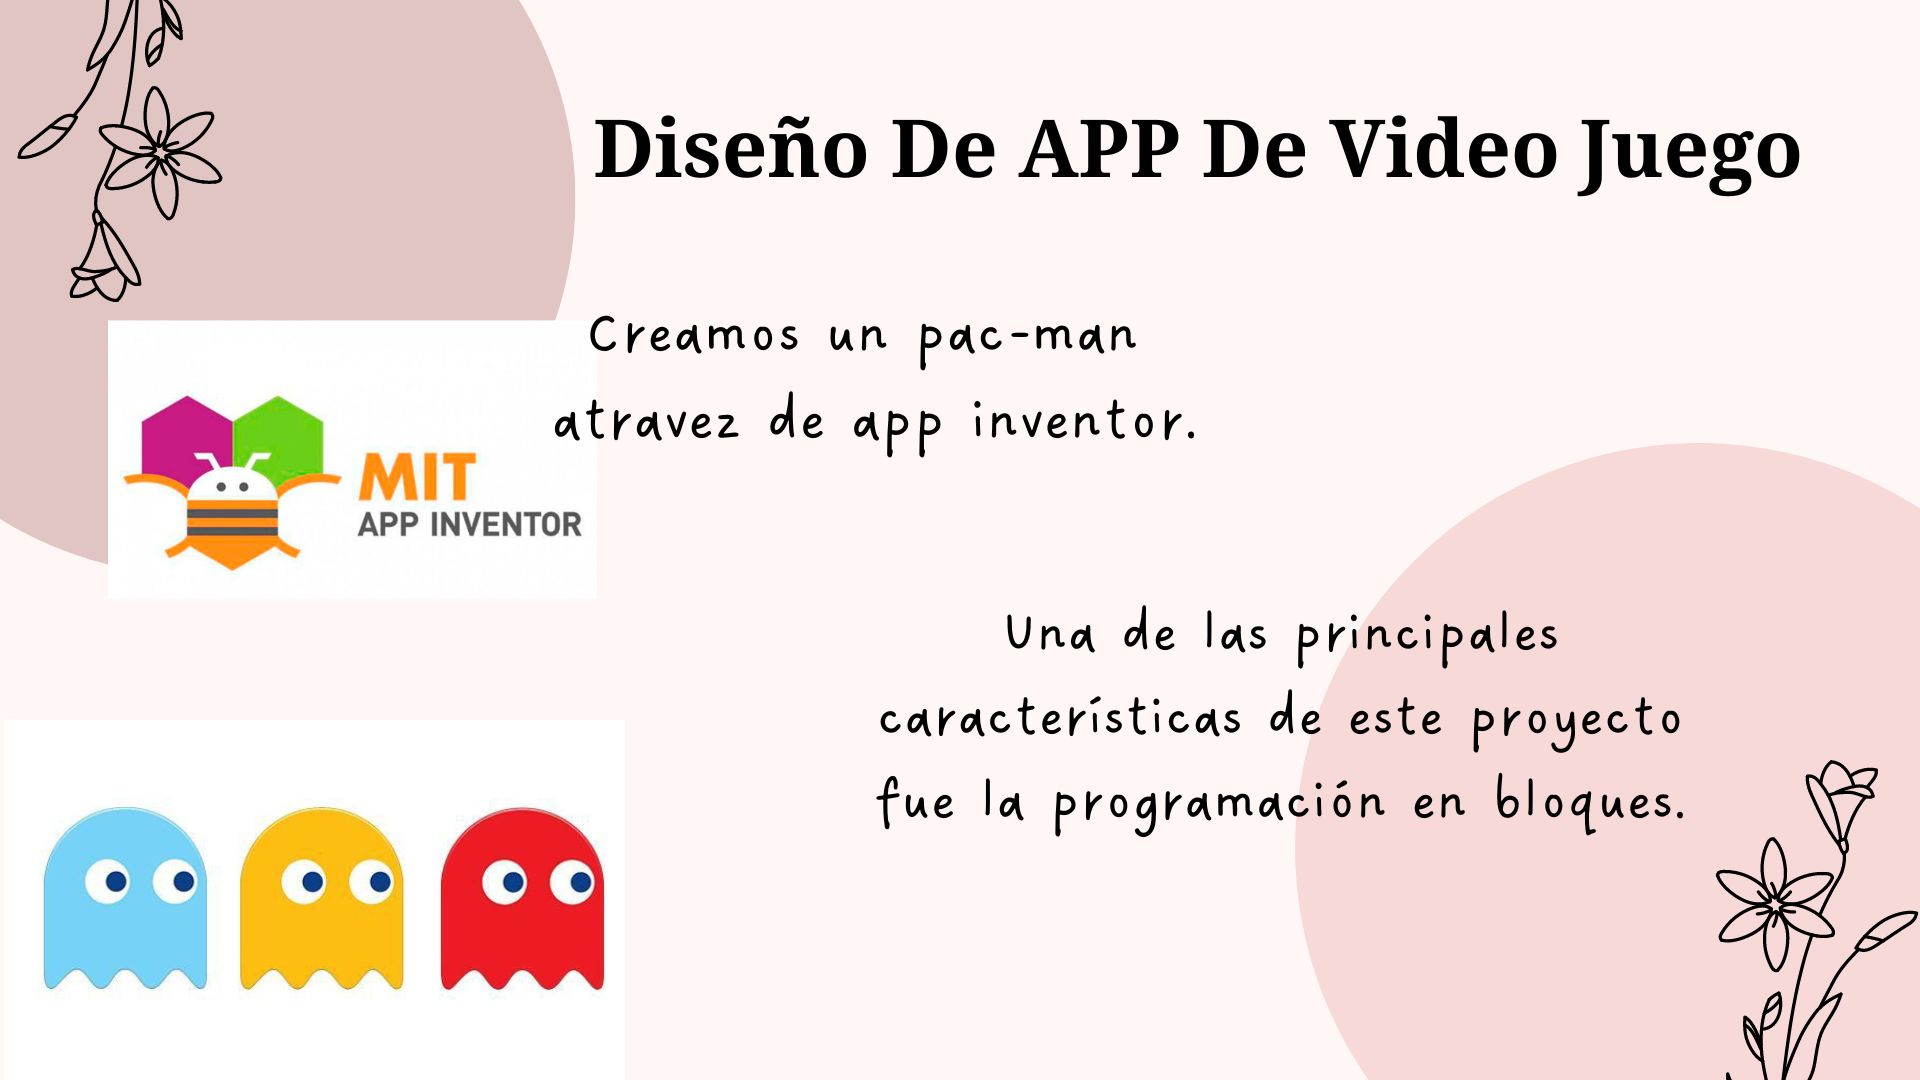 Diseño De APP De Video Juego
Creamos un pac-man
atravez de app inventor.
MIT
APP INVENTOR
Una de las principales
características de este proyecto
fue la programación en bloques.